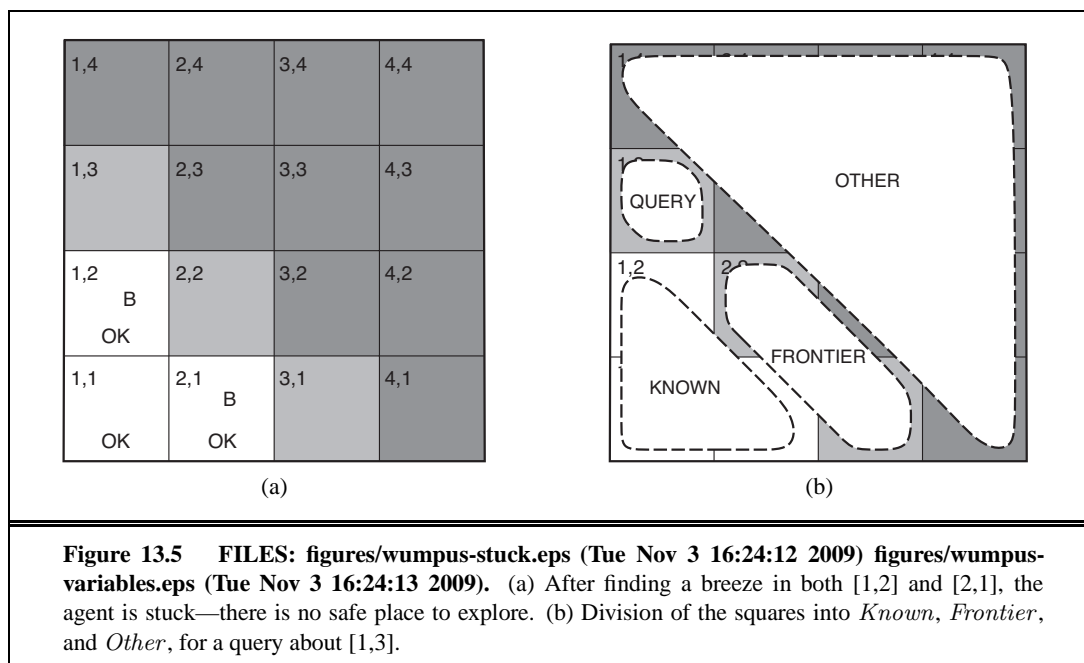 1,4 2,4 3,4 4,4
1,3 2,3 3,3 4,3
1,2 2,2 3,2 4,2
B
OK
1,1 2,1 3,1 4,1
B
OK OK
(a)
OTHER
QUERY
1,2
FRONTIER
KNOWN
(b)
Figure 13.5 FILES: figures/wumpus-stuck.eps (Tue Nov 3 16:24:12 2009) figures/wumpus-
variables.eps (Tue Nov 3 16:24:13 2009). (a) After finding a breeze in both [1,2] and [2,1], the
agent is stuck—there is no safe place to explore. (b) Division of the squares into Known, Frontier,
and Other, for a query about [1,3].